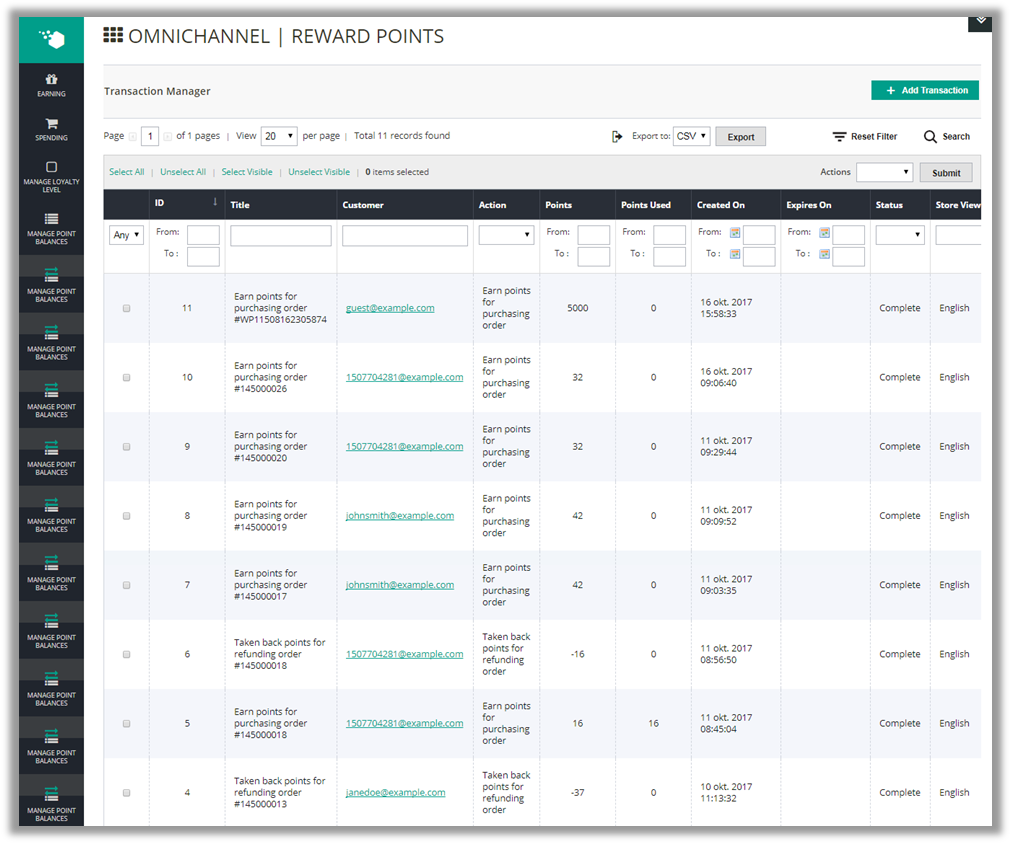 OMNICHANNEL | REWARD POINTS
EARNING
SPENDING
MANAGE LOYALTY
LEVEL
MANAGE POINT
BALANCES
MANAGE POINT
BALANCES
MANAGE POINT
BALANCES
MANAGE POINT
BALANCES
MANAGE POINT
BALANCES
MANAGE POINT
BALANCES
MANAGE POINT
BALANCES
MANAGE POINT
BALANCES
MANAGE POINT
BALANCES
MANAGE POINT
BALANCES
MANAGE POINT
BALANCES
Transaction Manager
+ Add Transaction
Page 1 of 1 pages | View 20 per page | Total 11 records found
Export to: CSV Export Reset Filter Search
Select All | Unselect All | Select Visible | Unselect Visible | 0 items selected
Actions Submit
ID ↓ Title Customer Action Points Points Used Created On Expires On Status Store View
Any From: From: From: From: From:
To : To : To : To : To :
11 Earn points for purchasing order #WP11508162305874 guest@example.com Earn points for purchasing order 5000 0 16 okt. 2017 15:58:33 Complete English
10 Earn points for purchasing order #145000026 1507704281@example.com Earn points for purchasing order 32 0 16 okt. 2017 09:06:40 Complete English
9 Earn points for purchasing order #145000020 1507704281@example.com Earn points for purchasing order 32 0 11 okt. 2017 09:29:44 Complete English
8 Earn points for purchasing order #145000019 johnsmith@example.com Earn points for purchasing order 42 0 11 okt. 2017 09:09:52 Complete English
7 Earn points for purchasing order #145000017 johnsmith@example.com Earn points for purchasing order 42 0 11 okt. 2017 09:03:35 Complete English
6 Taken back points for refunding order #145000018 1507704281@example.com Taken back points for refunding order -16 0 11 okt. 2017 08:56:50 Complete English
5 Earn points for purchasing order #145000018 1507704281@example.com Earn points for purchasing order 16 16 11 okt. 2017 08:45:04 Complete English
4 Taken back points for refunding order #145000013 janedoe@example.com Taken back points for refunding order -37 0 10 okt. 2017 11:13:32 Complete English